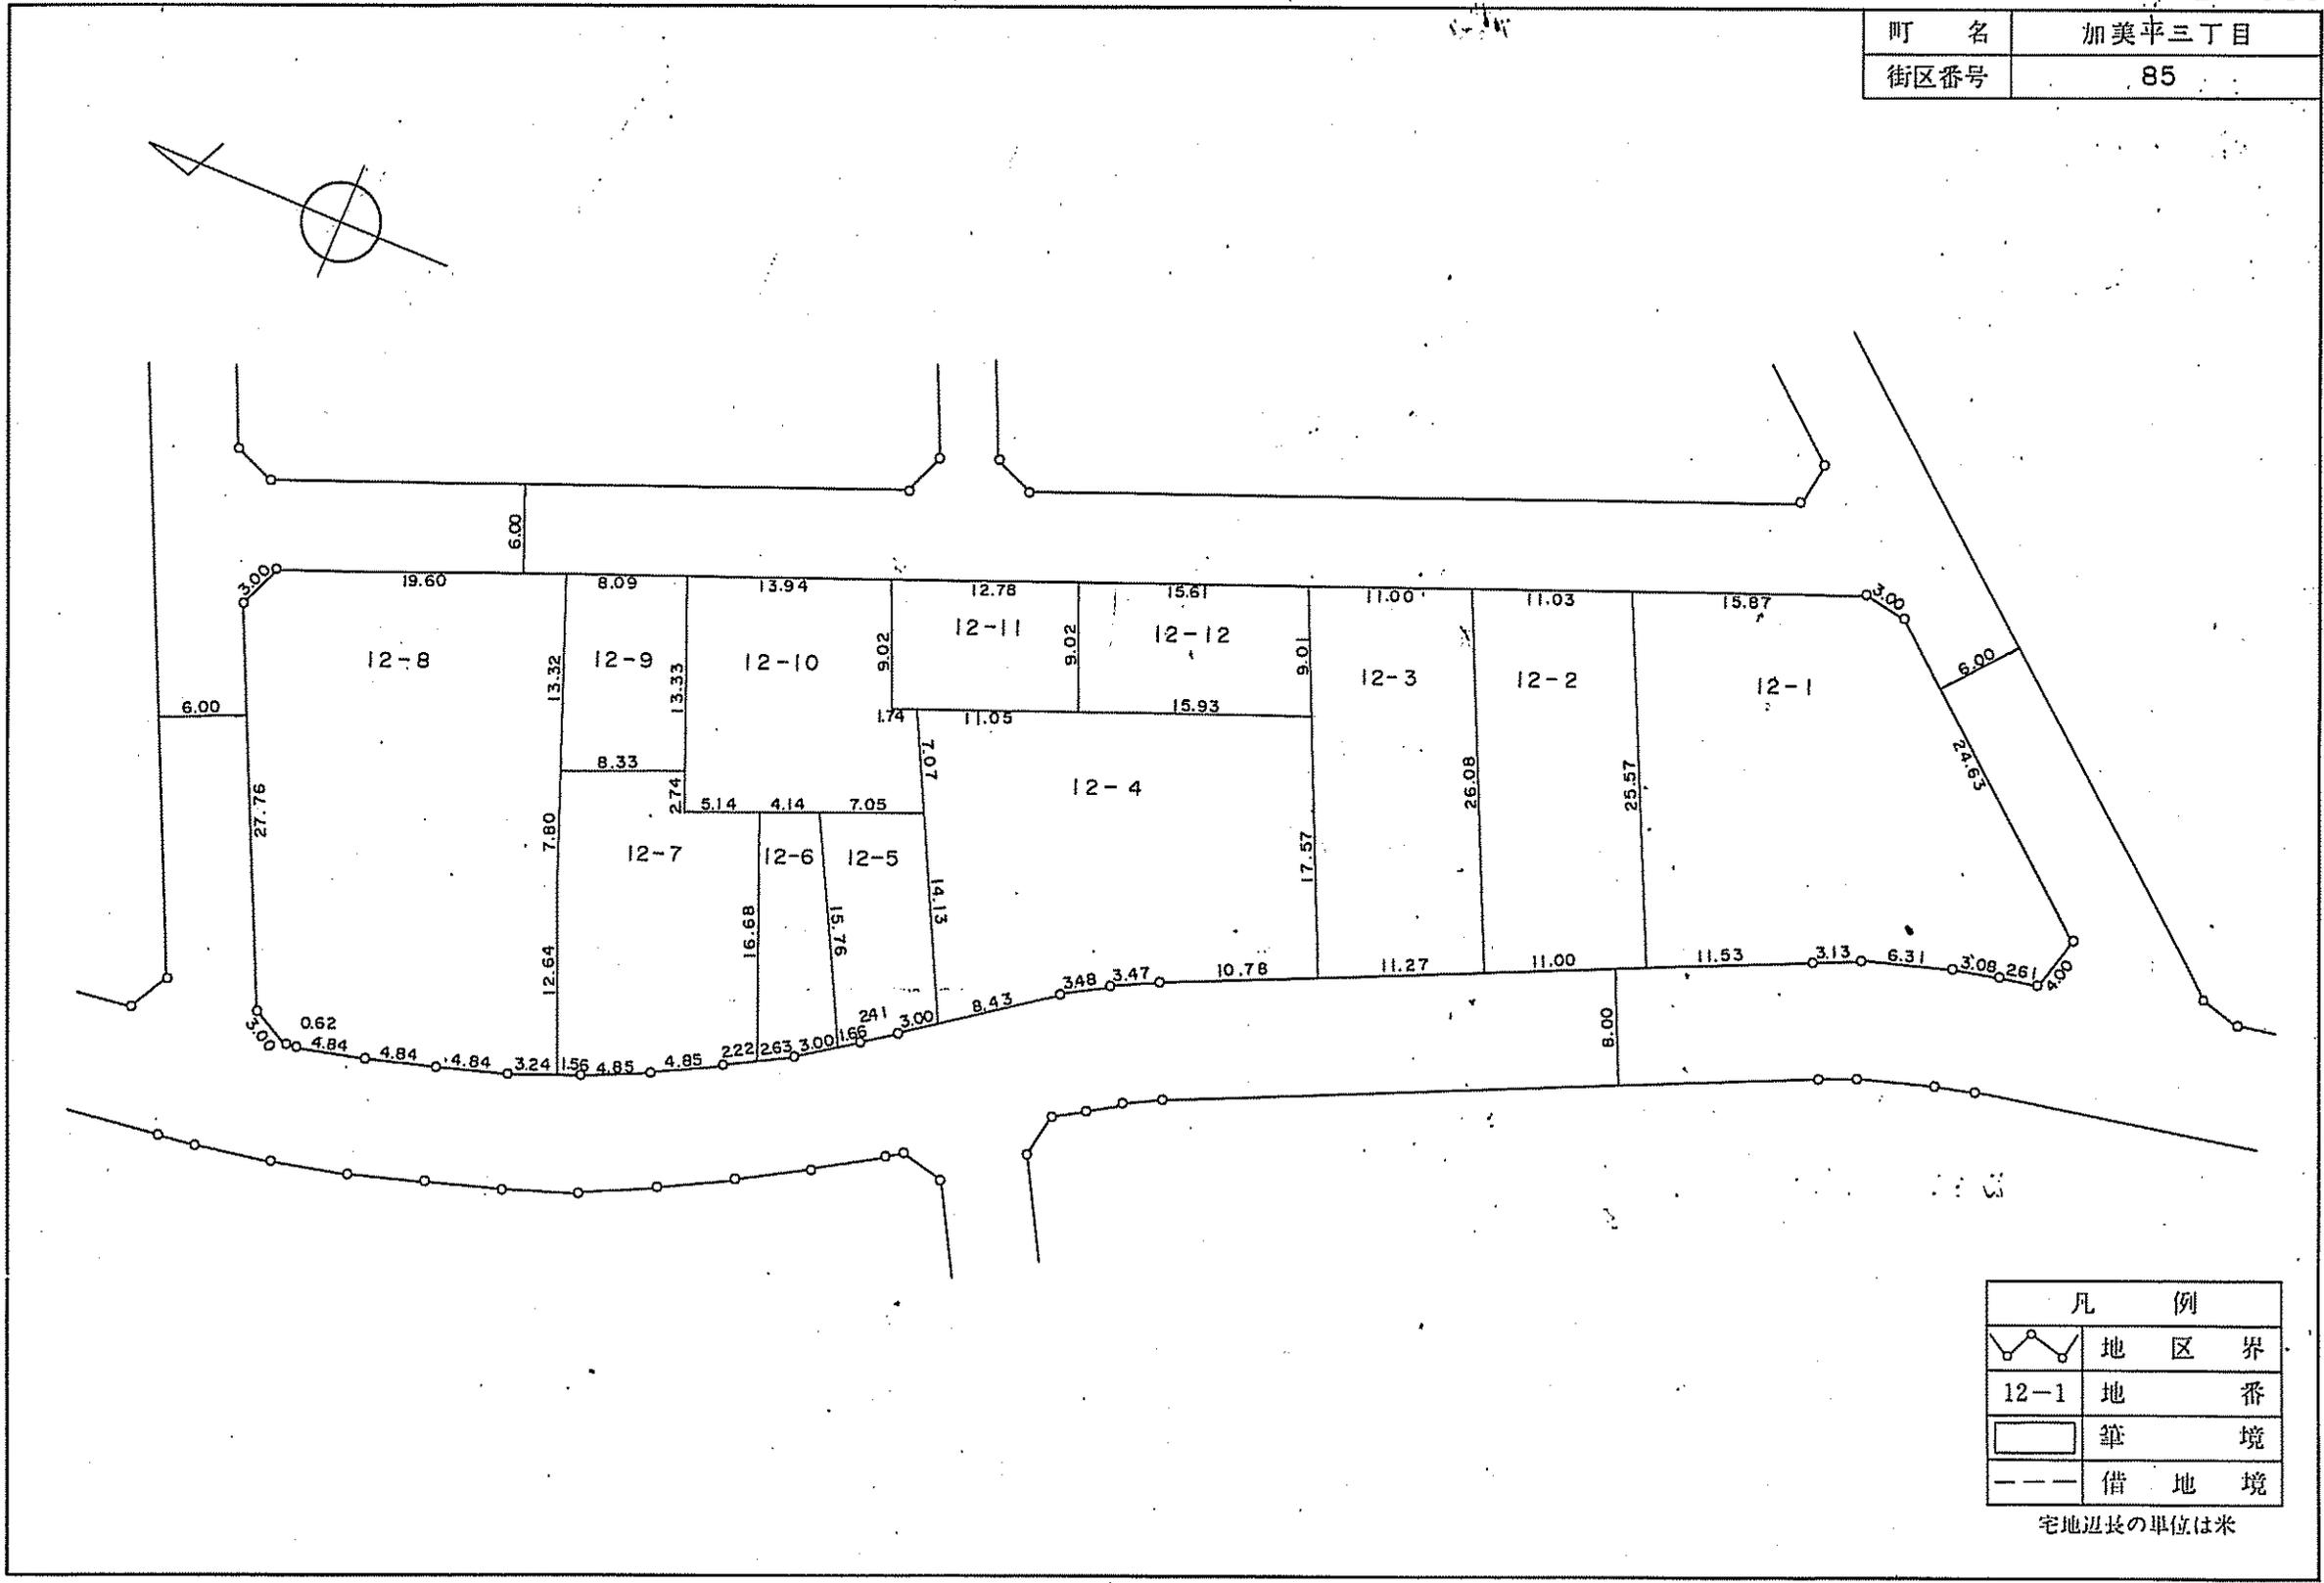 町 名 加美平三丁目
街区番号 85
6.00
3.00 19.60 8.09 13.94 12.78 15.61 11.00 11.03 15.87 3.00
12-8 13.32 12-9 13.33 12-10 9.02 12-11 9.02 12-12 9.01 12-3 12-2 12-1 6.00
6.00 1.74 11.05 15.93
27.76 7.80 8.33 2.74 5.14 4.14 7.05 7.07 12-4 17.57 26.08 25.57 24.63
12-7 12-6 12-5
12.64 16.68 15.76 14.13
3.00 0.62 4.84 4.84 4.84 3.24 1.56 4.85 4.85 2.22 2.63 3.00 1.66 2.41 3.00 8.43 3.48 3.47 10.78 11.27 11.00 11.53 3.13 6.31 3.08 2.61 4.00
8.00
凡 例
地 区 界
12-1 地 番
筆 境
借 地 境
宅地辺長の単位は米